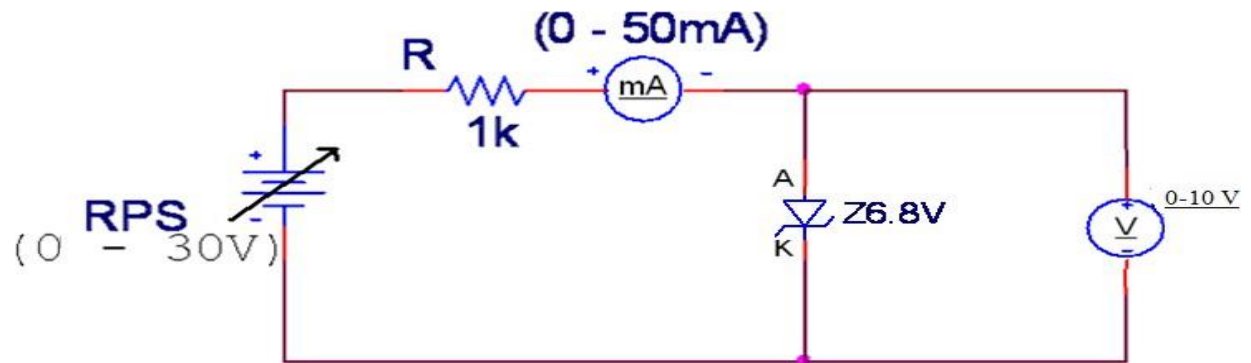 (0 - 50mA)
R
+ mA -
1k
+
RPS
-
(0 - 30V)
A
Z6.8V
K
0-10 V
+
V
-